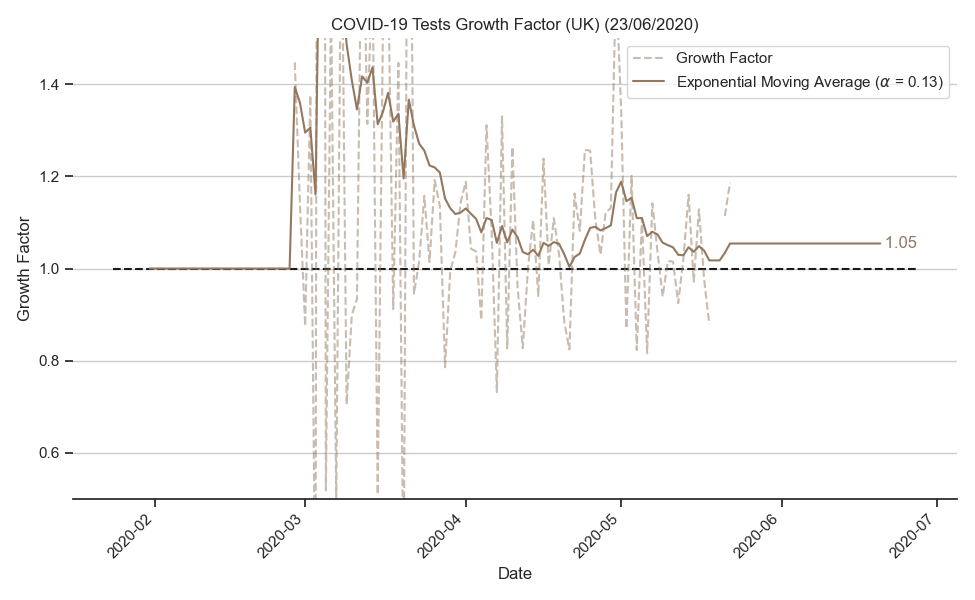 COVID-19 Tests Growth Factor (UK) (23/06/2020)
Growth Factor
Exponential Moving Average (α = 0.13)
1.4
1.2
1.0
0.8
0.6
1.05
Growth Factor
2020-02
2020-03
2020-04
2020-05
2020-06
2020-07
Date